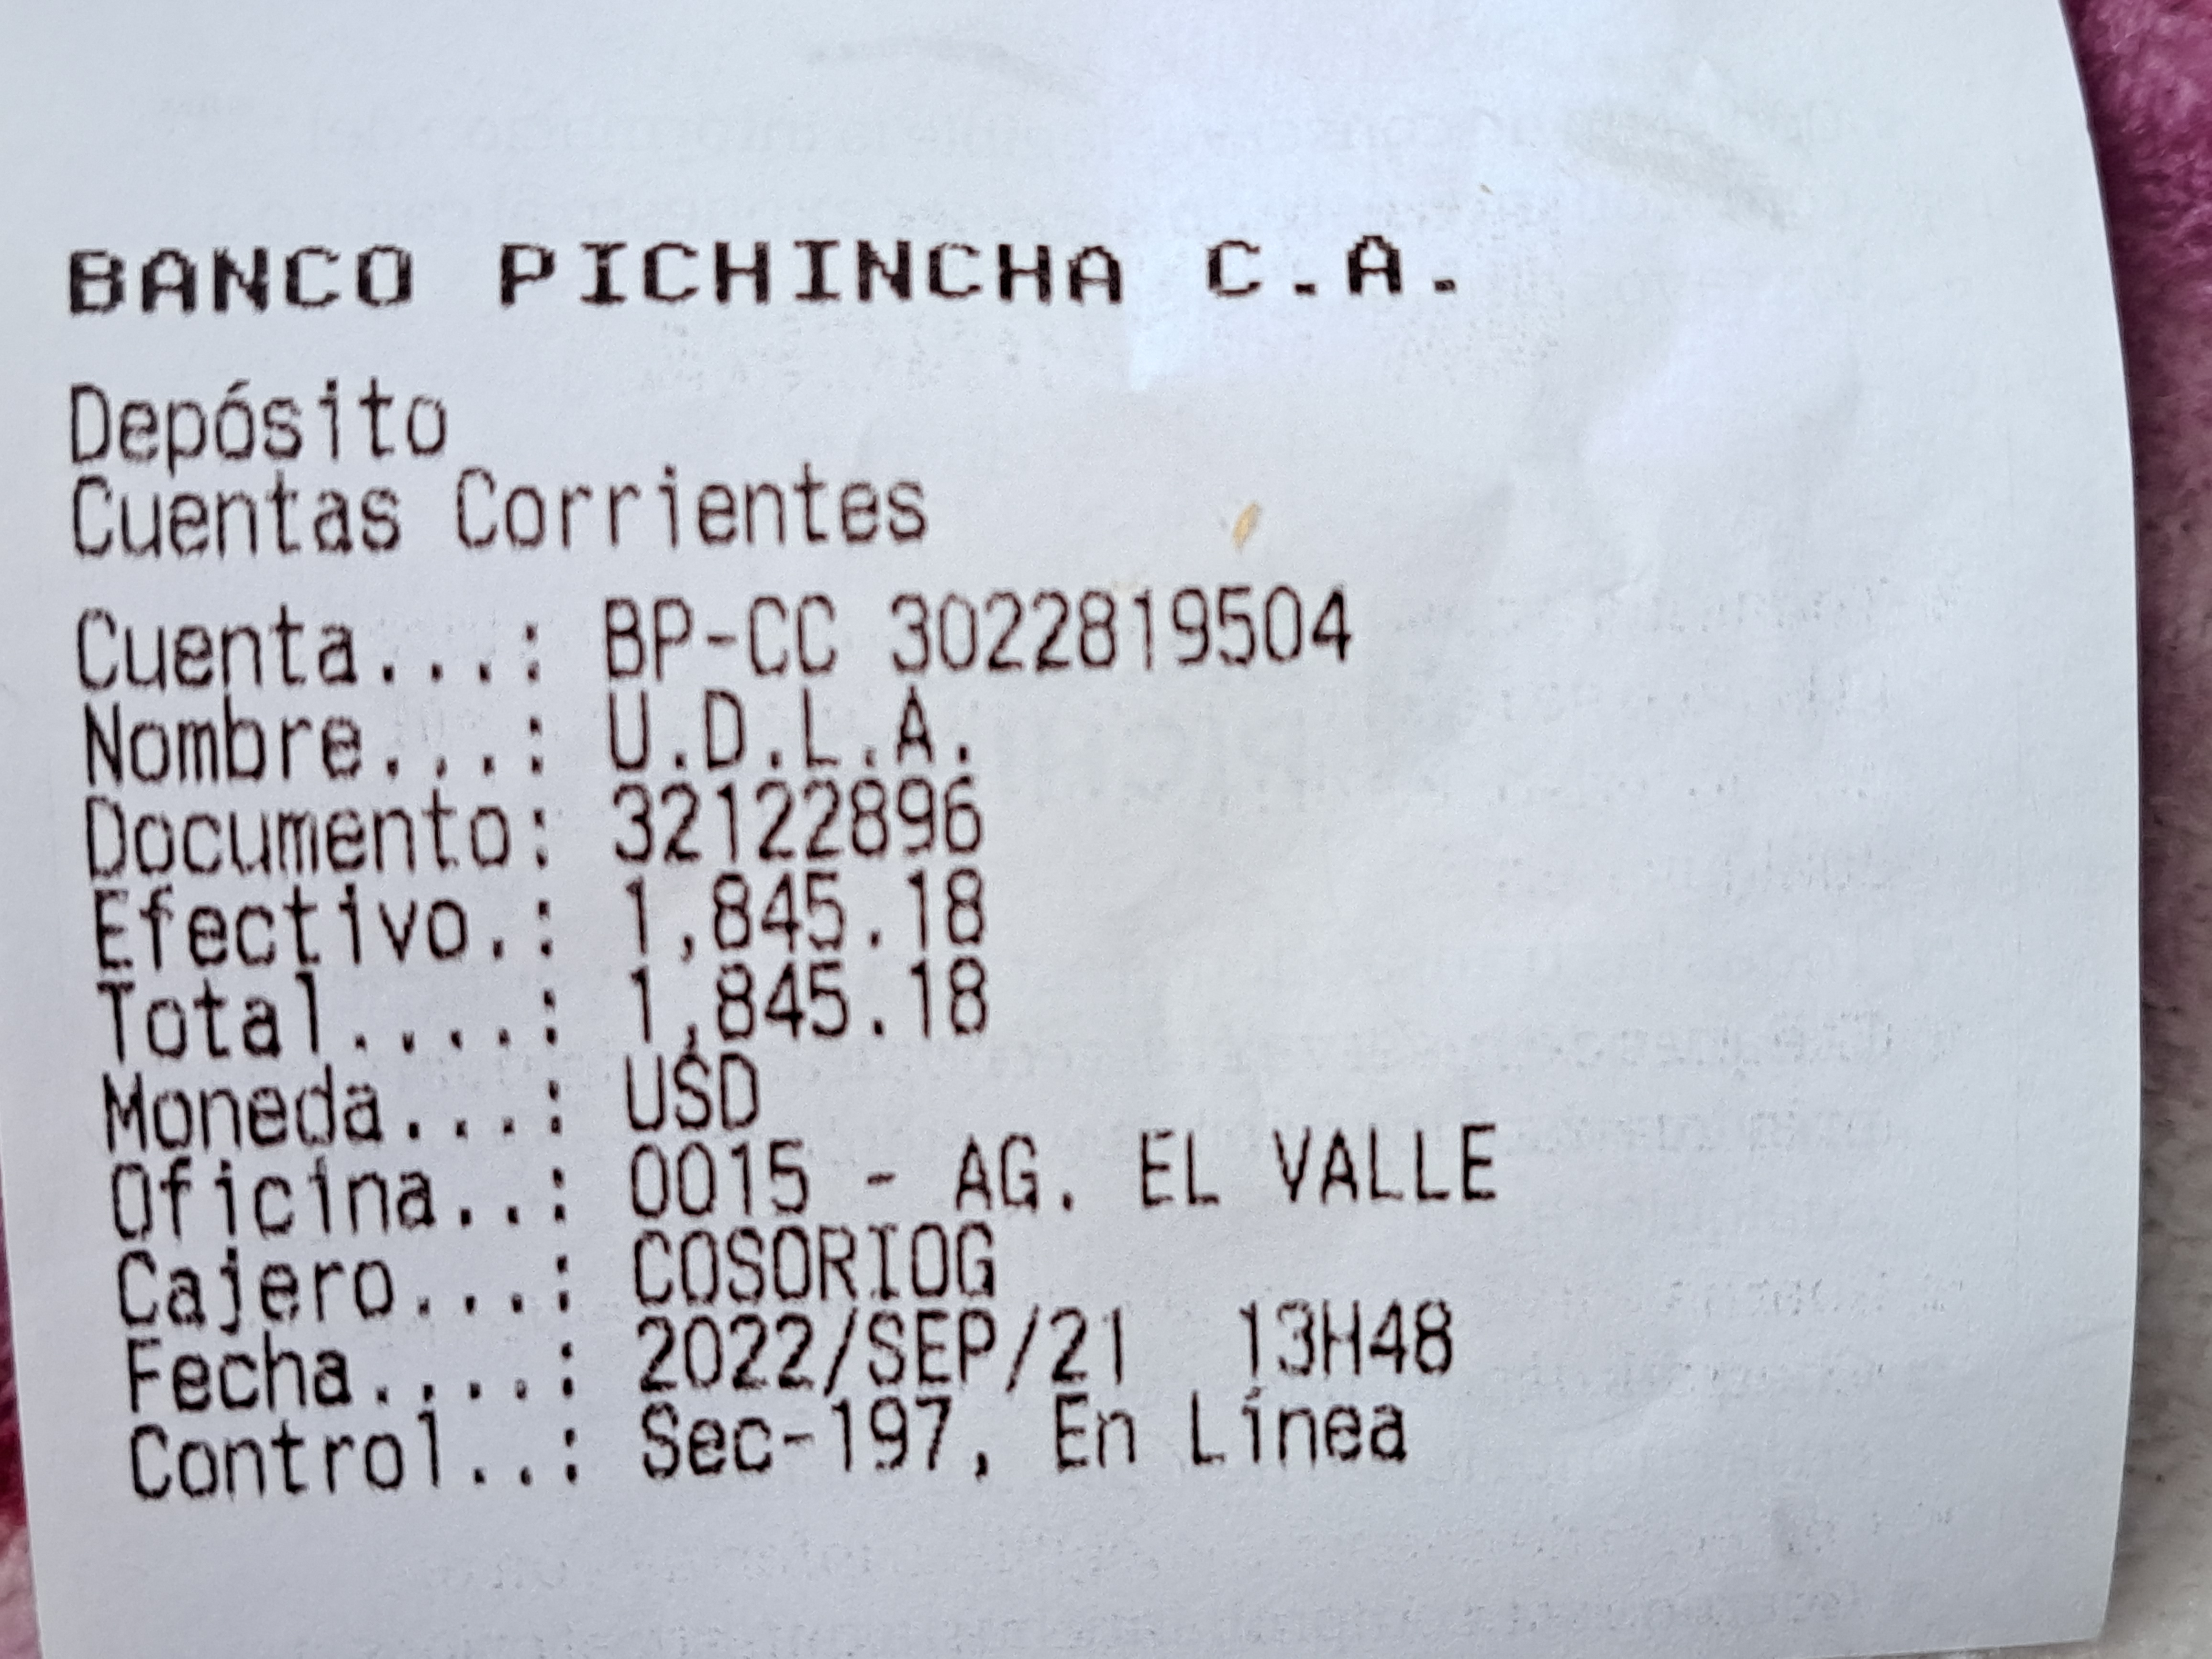 BANCO PICHINCHA C.A.
Depósito
Cuentas Corrientes
Cuenta...: BP-CC 3022819504
Nombre...: U.D.L.A.
Documento: 32122896
Efectivo.: 1,845.18
Total....: 1,845.18
Moneda...: USD
Oficina..: 0015 - AG. EL VALLE
Cajero...: COSORIOG
Fecha....: 2022/SEP/21 13H48
Control..: Sec-197, En Línea